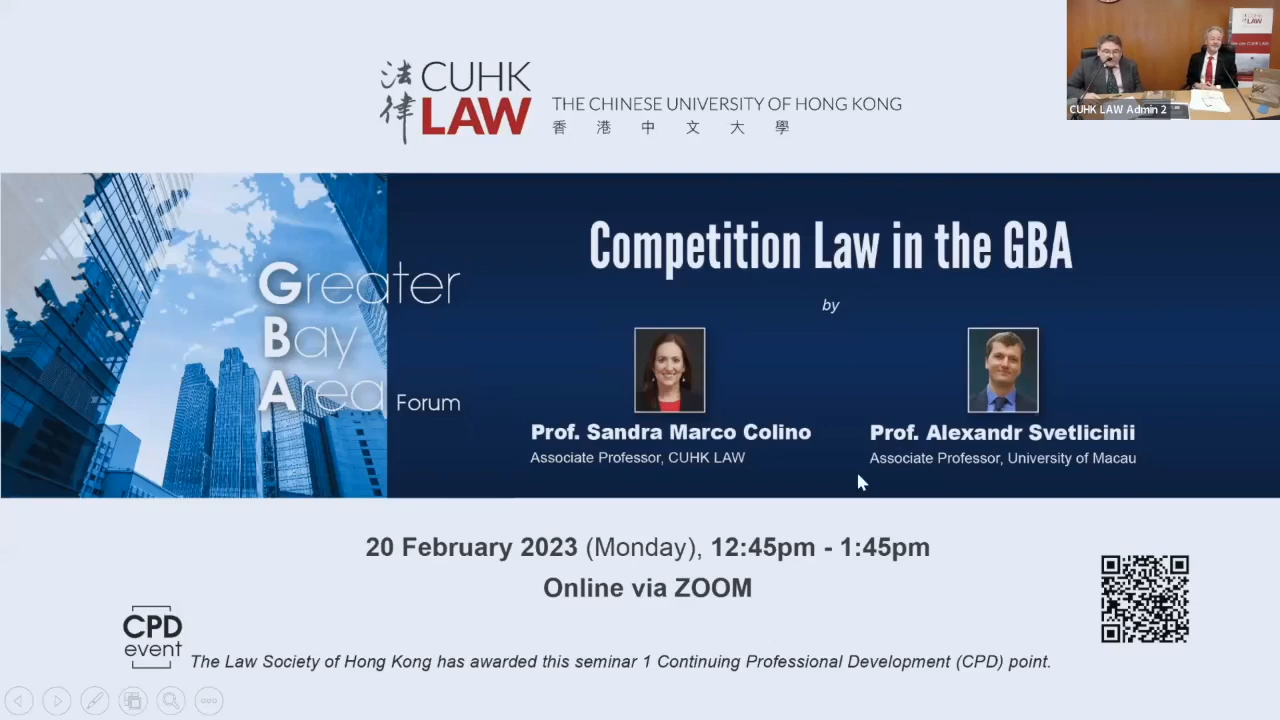 法律
CUHK
LAW
THE CHINESE UNIVERSITY OF HONG KONG
香港中文大學
CUHK
LAW
CUHK LAW Admin 2
Greater
Bay
Area Forum
Competition Law in the GBA
by
Prof. Sandra Marco Colino
Associate Professor, CUHK LAW
Prof. Alexandr Svetlicinii
Associate Professor, University of Macau
20 February 2023 (Monday), 12:45pm - 1:45pm
Online via ZOOM
CPD
event
The Law Society of Hong Kong has awarded this seminar 1 Continuing Professional Development (CPD) point.